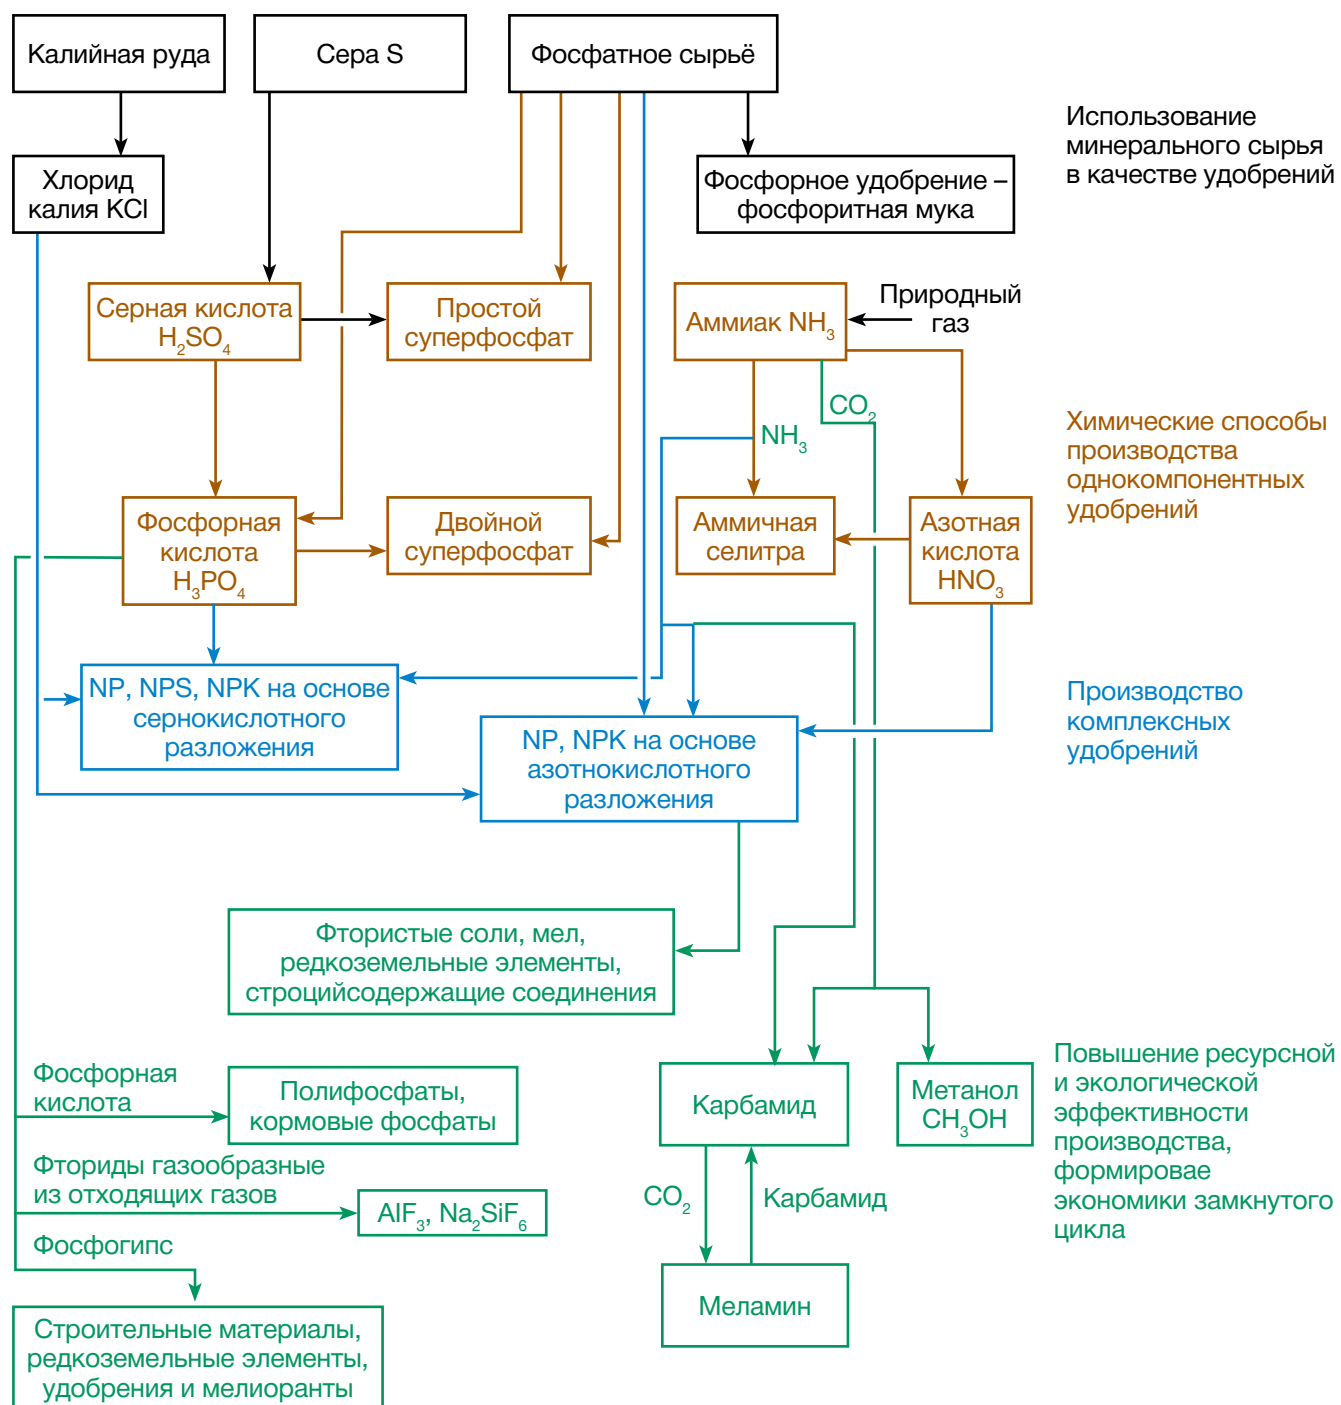 Калийная руда
Сера S
Фосфатное сырьё
Использование
минерального сырья
в качестве удобрений
Хлорид
калия KCl
Фосфорное удобрение –
фосфоритная мука
Серная кислота
H₂SO₄
Простой
суперфосфат
Аммиак NH₃
Природный
газ
CO₂
NH₃
Химические способы
производства
однокомпонентных
удобрений
Фосфорная
кислота
H₃PO₄
Двойной
суперфосфат
Аммичная
селитра
Азотная
кислота
HNO₃
NP, NPS, NPK на основе
сернокислотного
разложения
NP, NPK на основе
азотнокислотного
разложения
Производство
комплексных
удобрений
Фтористые соли, мел,
редкоземельные элементы,
строцийсодержащие соединения
Фосфорная
кислота
Полифосфаты,
кормовые фосфаты
Карбамид
Метанол
CH₃OH
Повышение ресурсной
и экологической
эффективности
производства,
формировае
экономики замкнутого
цикла
Фториды газообразные
из отходящих газов
AlF₃, Na₂SiF₆
CO₂
Карбамид
Фосфогипс
Меламин
Строительные материалы,
редкоземельные элементы,
удобрения и мелиоранты